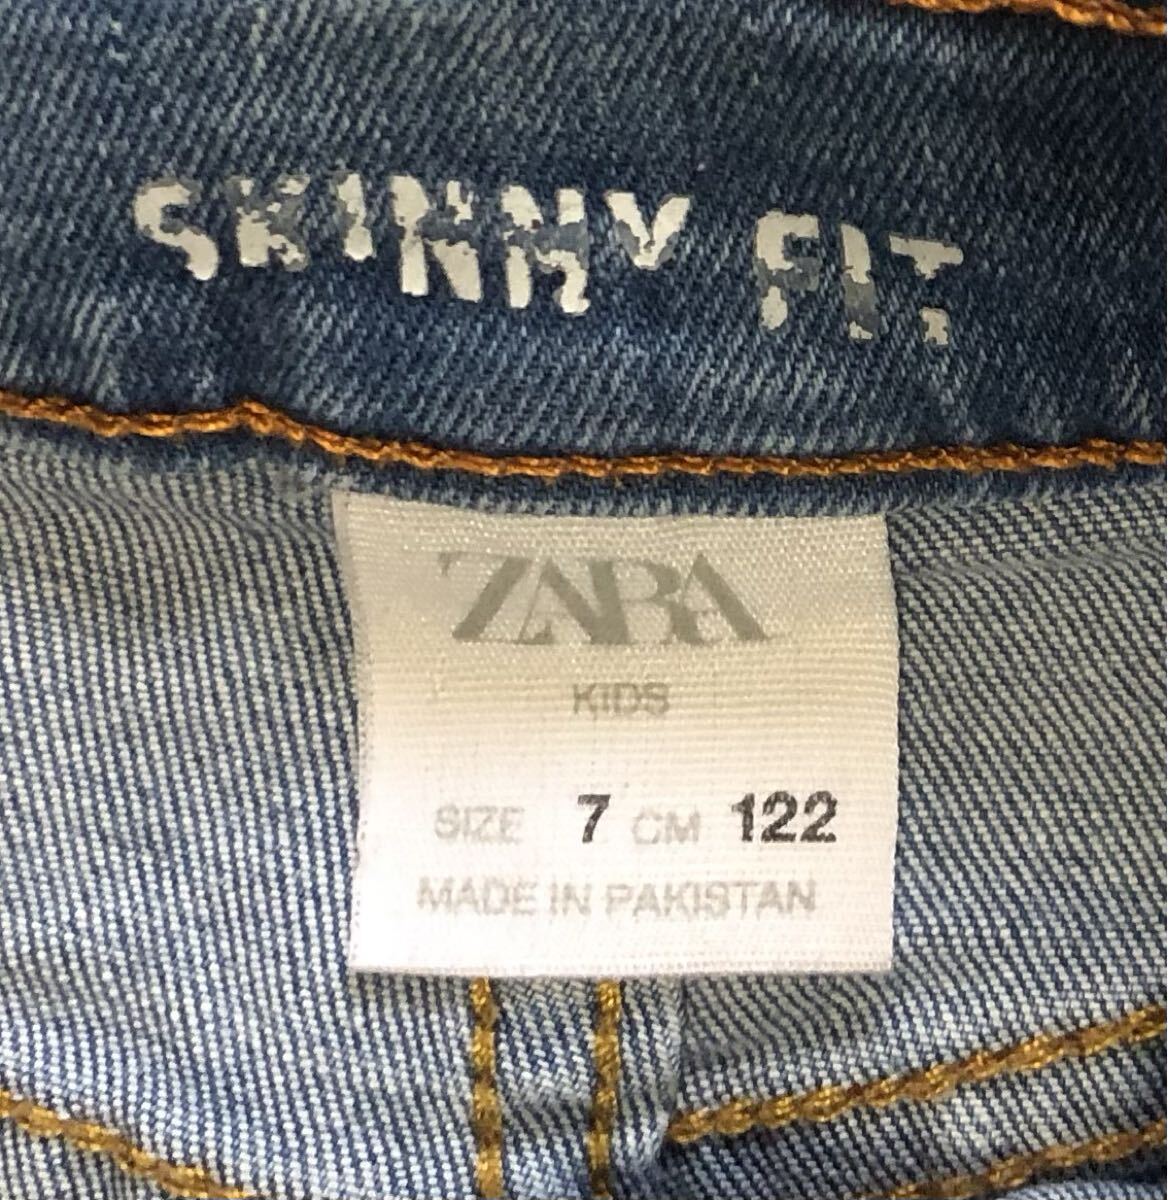 SKINNY FIT
ZARA
KIDS
SIZE 7 CM 122
MADE IN PAKISTAN